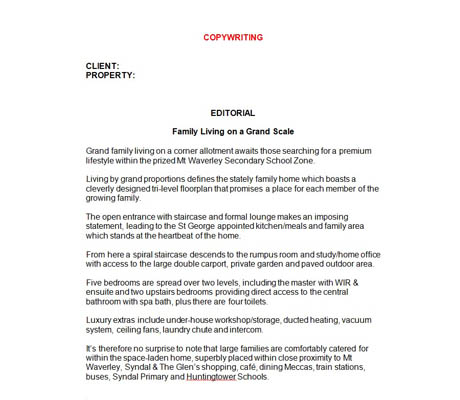 COPYWRITING
CLIENT:
PROPERTY:
EDITORIAL
Family Living on a Grand Scale
Grand family living on a corner allotment awaits those searching for a premium
lifestyle within the prized Mt Waverley Secondary School Zone.
Living by grand proportions defines the stately family home which boasts a
cleverly designed tri-level floorplan that promises a place for each member of the
growing family.
The open entrance with staircase and formal lounge makes an imposing
statement, leading to the St George appointed kitchen/meals and family area
which stands at the heartbeat of the home.
From here a spiral staircase descends to the rumpus room and study/home office
with access to the large double carport, private garden and paved outdoor area.
Five bedrooms are spread over two levels, including the master with WIR &
ensuite and two upstairs bedrooms providing direct access to the central
bathroom with spa bath, plus there are four toilets.
Luxury extras include under-house workshop/storage, ducted heating, vacuum
system, ceiling fans, laundry chute and intercom.
It's therefore no surprise to note that large families are comfortably catered for
within the space-laden home, superbly placed within close proximity to Mt
Waverley, Syndal & The Glen's shopping, café, dining Meccas, train stations,
buses, Syndal Primary and Huntingtower Schools.